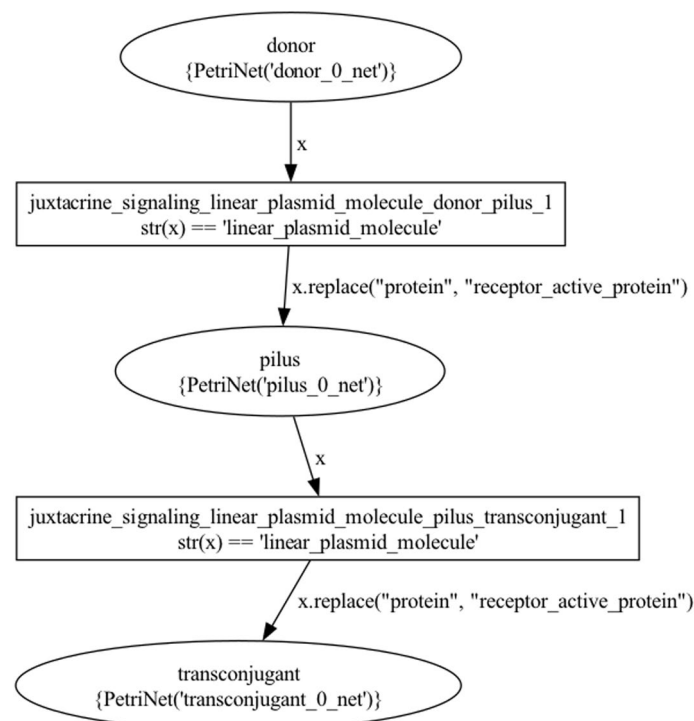 donor
{PetriNet('donor_0_net')}
x
juxtacrine_signaling_linear_plasmid_molecule_donor_pilus_1
str(x) == 'linear_plasmid_molecule'
x.replace("protein", "receptor_active_protein")
pilus
{PetriNet('pilus_0_net')}
x
juxtacrine_signaling_linear_plasmid_molecule_pilus_transconjugant_1
str(x) == 'linear_plasmid_molecule'
x.replace("protein", "receptor_active_protein")
transconjugant
{PetriNet('transconjugant_0_net')}